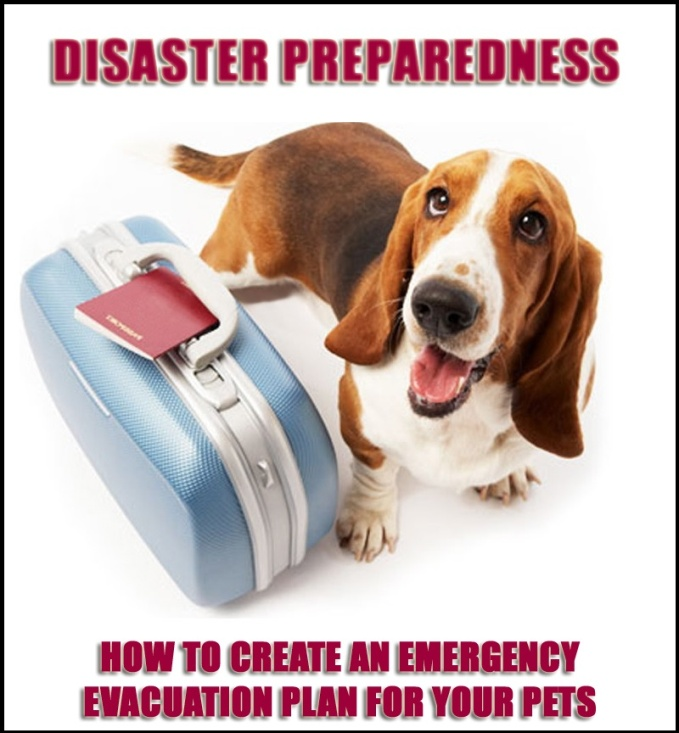 DISASTER PREPAREDNESS
HOW TO CREATE AN EMERGENCY
EVACUATION PLAN FOR YOUR PETS